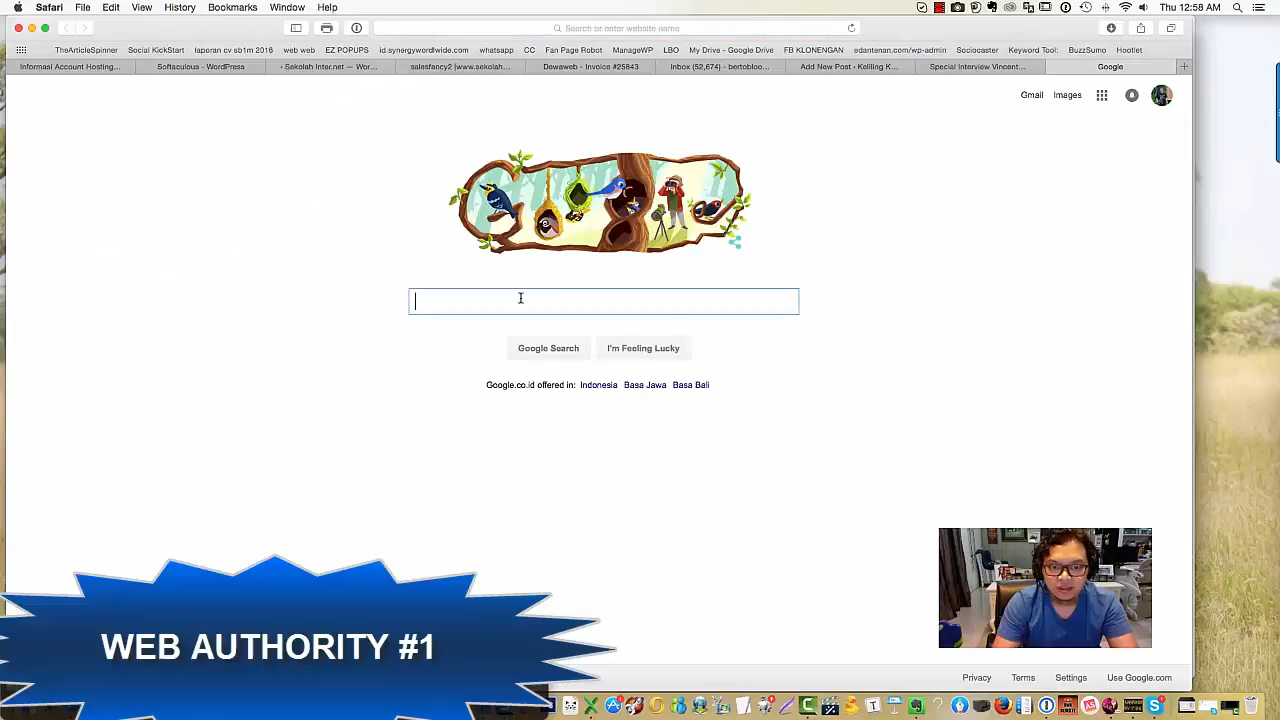 Safari File Edit View History Bookmarks Window Help Thu 12:58 AM
Search or enter website name
TheArticleSpinner Social KickStart laporan cv sb1m 2016 web web EZ POPUPS id.synergywordlwide.com whatsapp CC Fan Page Robot ManageWP LBO My Drive - Google Drive FB KLONENGAN edantenan.com/wp-admin Sociocaster Keyword Tool: BuzzSumo Hootlet
Informasi Account Hosting... Softaculous - WordPress ‹ Sekolah Inter.net — Wor... salesfancy2 |www.sekolah... Dewaweb - Invoice #25843 Inbox (52,674) - bertobloo... Add New Post ‹ Keliling K... Special Interview Vincent... Google
Gmail Images
Google Search I'm Feeling Lucky
Google.co.id offered in: Indonesia Basa Jawa Basa Bali
WEB AUTHORITY #1
Privacy Terms Settings Use Google.com